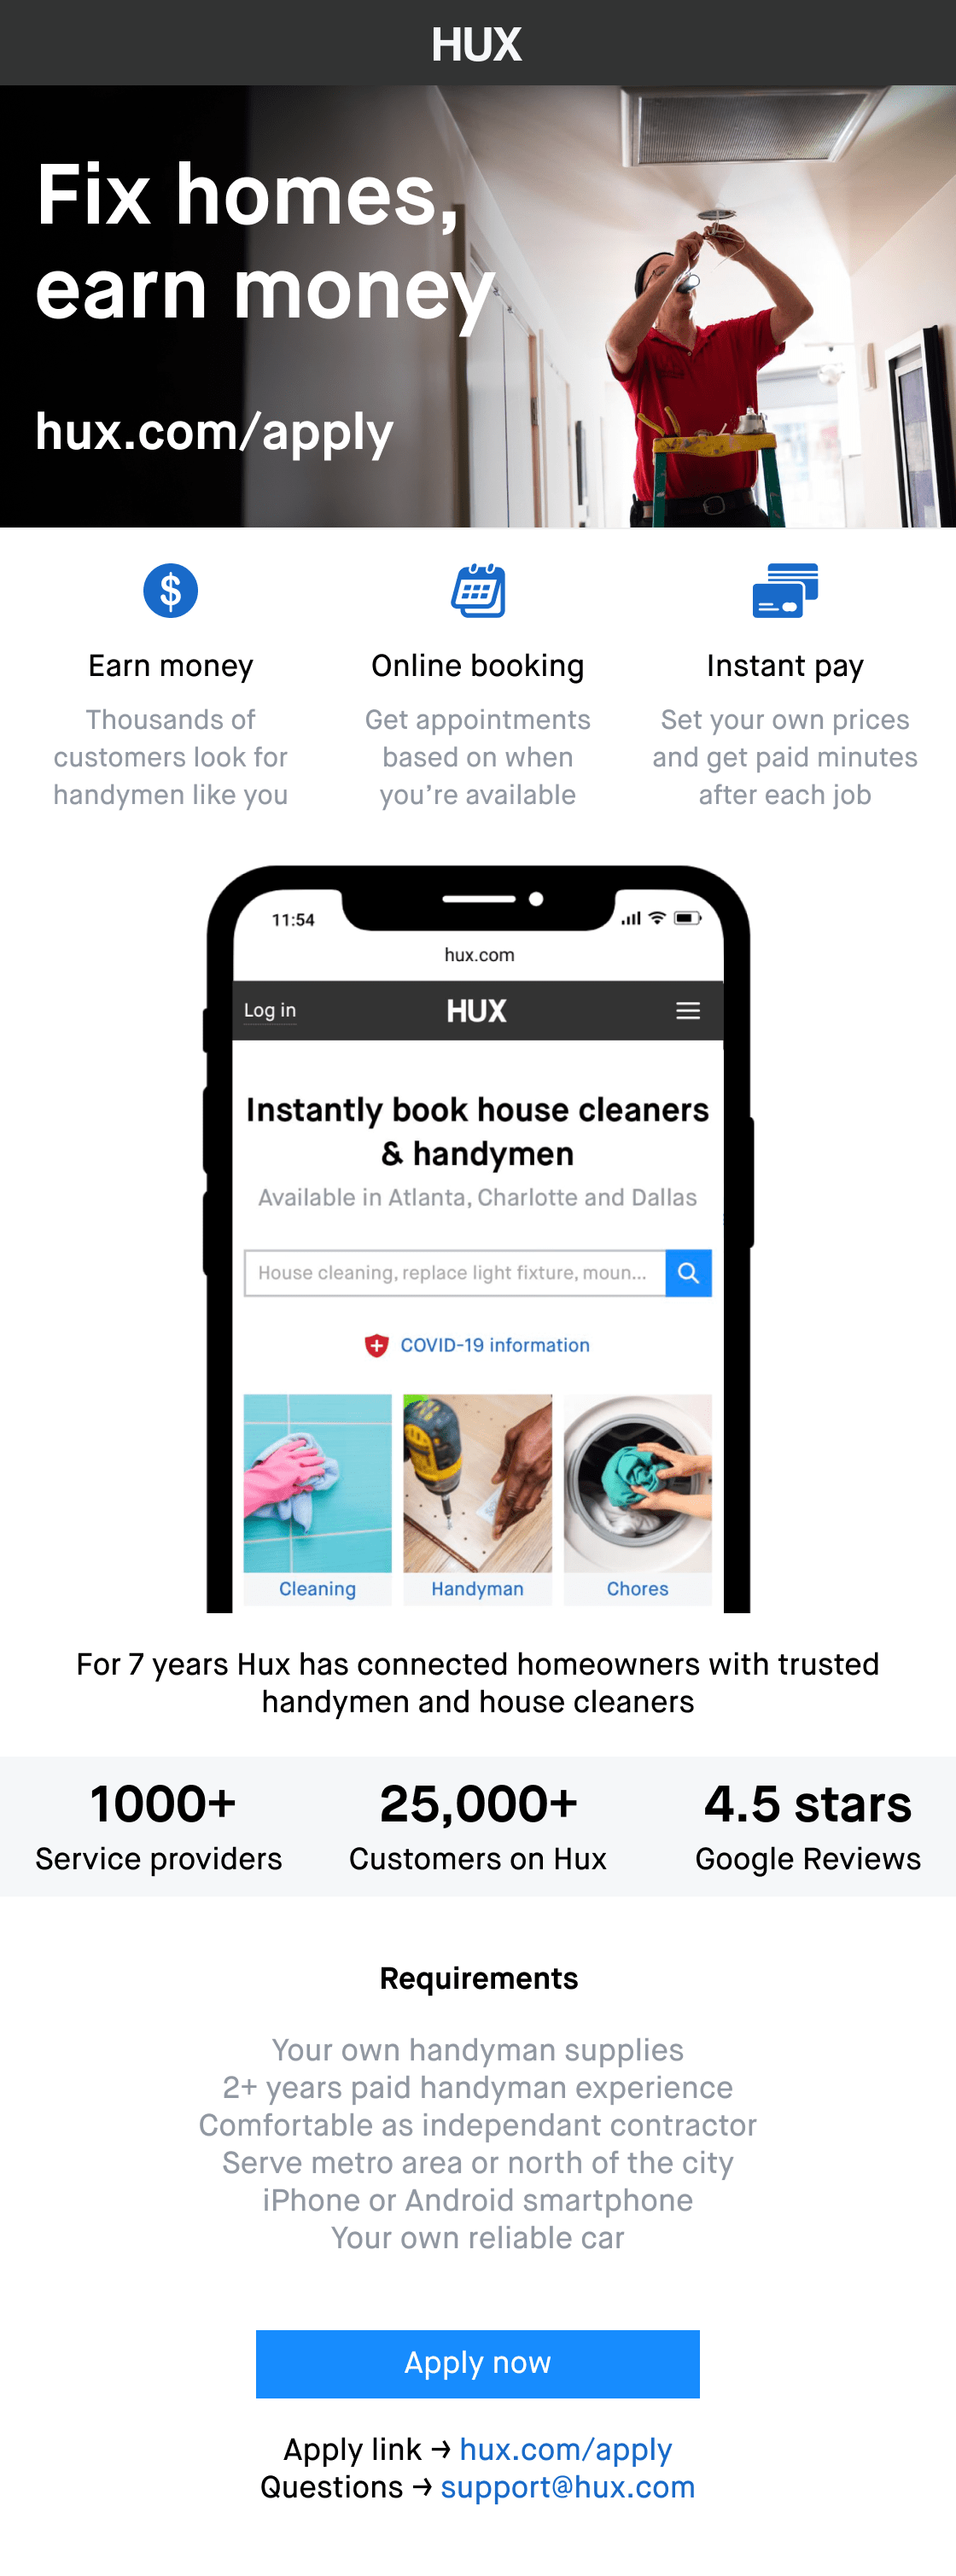 HUX
Fix homes,
earn money
hux.com/apply
Earn money
Thousands of
customers look for
handymen like you
Online booking
Get appointments
based on when
you're available
Instant pay
Set your own prices
and get paid minutes
after each job
11:54
hux.com
Log in
HUX
Instantly book house cleaners
& handymen
Available in Atlanta, Charlotte and Dallas
House cleaning, replace light fixture, moun...
COVID-19 information
Cleaning
Handyman
Chores
For 7 years Hux has connected homeowners with trusted
handymen and house cleaners
1000+
Service providers
25,000+
Customers on Hux
4.5 stars
Google Reviews
Requirements
Your own handyman supplies
2+ years paid handyman experience
Comfortable as independant contractor
Serve metro area or north of the city
iPhone or Android smartphone
Your own reliable car
Apply now
Apply link → hux.com/apply
Questions → support@hux.com